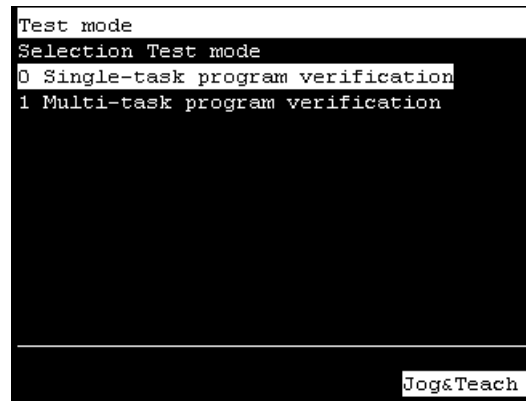 Test mode
Selection Test mode
0 Single-task program verification
1 Multi-task program verification
Jog&Teach